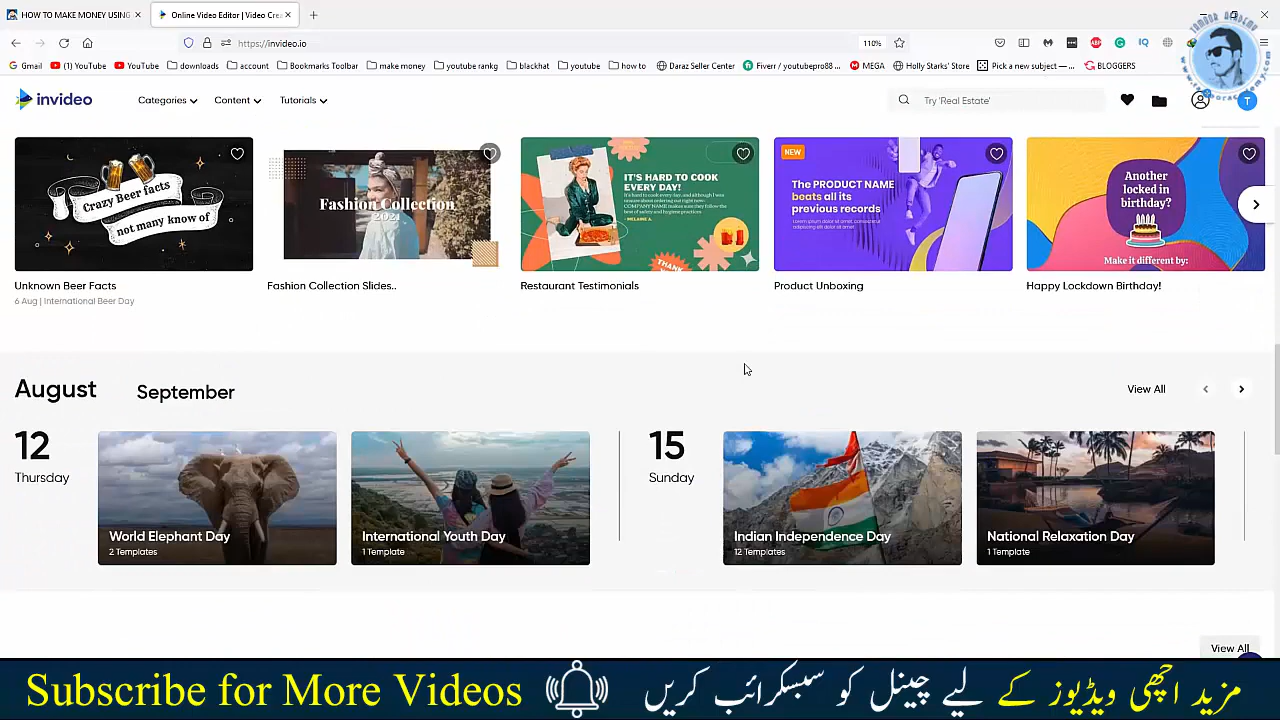 HOW TO MAKE MONEY USING
Online Video Editor | Video Crea
https://invideo.io
110%
Gmail
(1) YouTube
YouTube
downloads
account
Bookmarks Toolbar
make money
youtube rankg
blackhat
youtube
how to
Daraz Seller Center
Fiverr / youtubepro88...
MEGA
Holly Starks' Store
Pick a new subject —...
BLOGGERS
invideo
Categories
Content
Tutorials
Try 'Real Estate'
T
Crazy Beer facts
not many know of
Fashion Collection
2021
IT'S HARD TO COOK
EVERY DAY!
THANK
NEW
The PRODUCT NAME
beats all its
previous records
Another
locked in
birthday?
Make it different by:
Unknown Beer Facts
6 Aug | International Beer Day
Fashion Collection Slides..
Restaurant Testimonials
Product Unboxing
Happy Lockdown Birthday!
August
September
View All
12
Thursday
World Elephant Day
2 Templates
International Youth Day
1 Template
15
Sunday
Indian Independence Day
12 Templates
National Relaxation Day
1 Template
View All
Subscribe for More Videos
مزید اچھی ویڈیوز کے لیے چینل کو سبسکرائب کریں